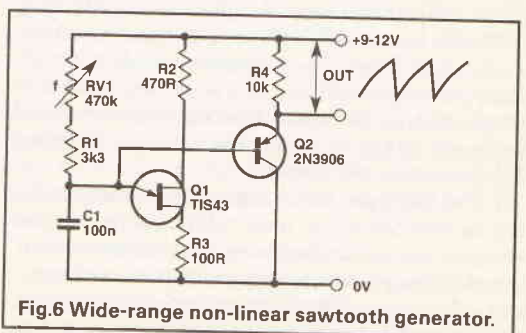 +9-12V
R2
470R
R4
10k
OUT
f
RV1
470k
R1
3k3
Q2
2N3906
Q1
TIS43
C1
100n
R3
100R
0V
Fig.6 Wide-range non-linear sawtooth generator.